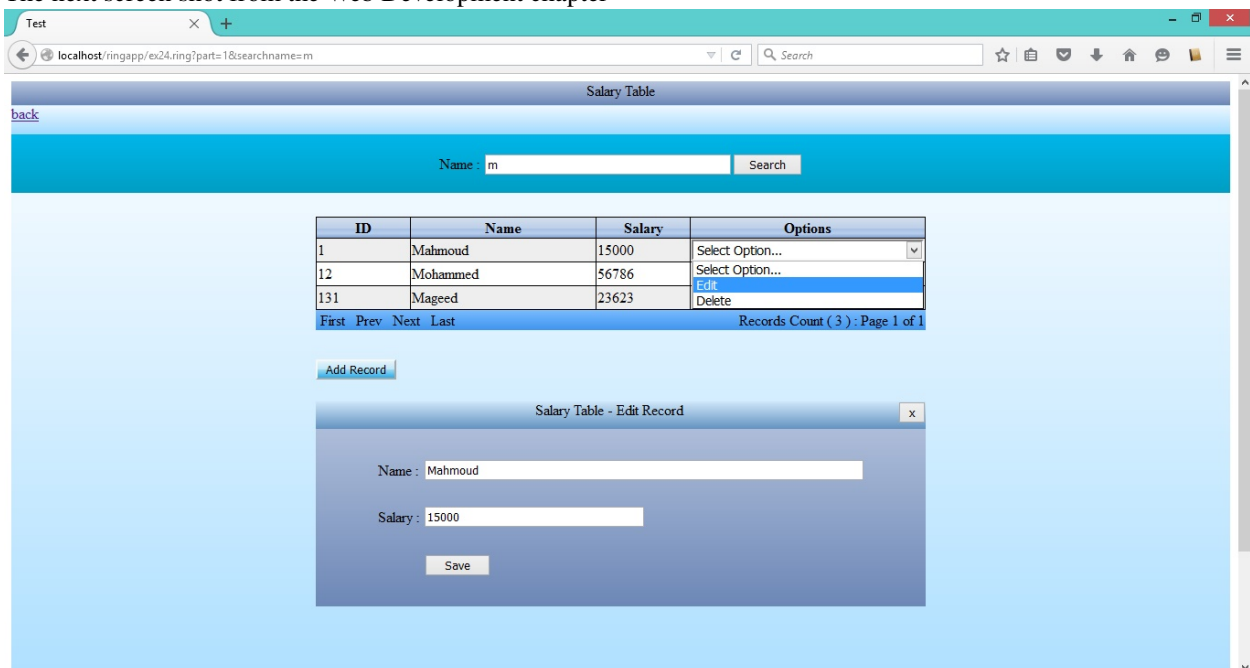 The next screen shot from the Web Development chapter
Test
localhost/ringapp/ex24.ring?part=1&searchname=m
Search
Salary Table
back
Name : m Search
ID Name Salary Options
1 Mahmoud 15000 Select Option...
12 Mohammed 56786 Select Option...
Edit
131 Mageed 23623 Delete
First Prev Next Last Records Count ( 3 ) : Page 1 of 1
Add Record
Salary Table - Edit Record x
Name : Mahmoud
Salary : 15000
Save